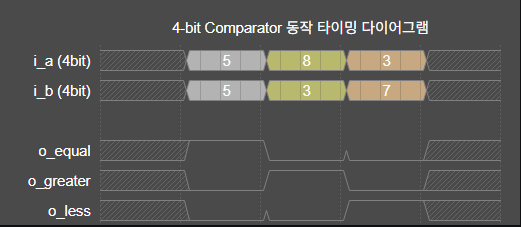 4-bit Comparator 동작 타이밍 다이어그램
i_a (4bit) 5 8 3
i_b (4bit) 5 3 7
o_equal
o_greater
o_less